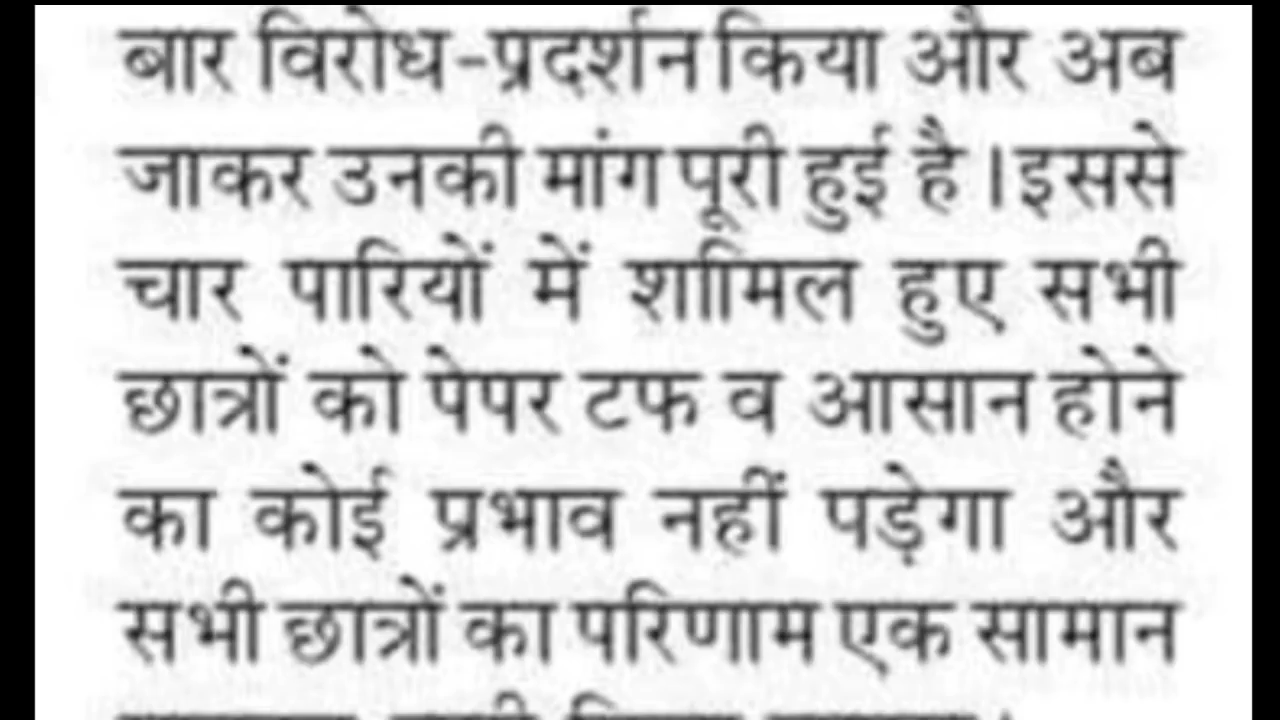 बार विरोध-प्रदर्शन किया और अब
जाकर उनकी मांग पूरी हुई है।इससे
चार पारियों में शामिल हुए सभी
छात्रों को पेपर टफ व आसान होने
का कोई प्रभाव नहीं पड़ेगा और
सभी छात्रों का परिणाम एक सामान